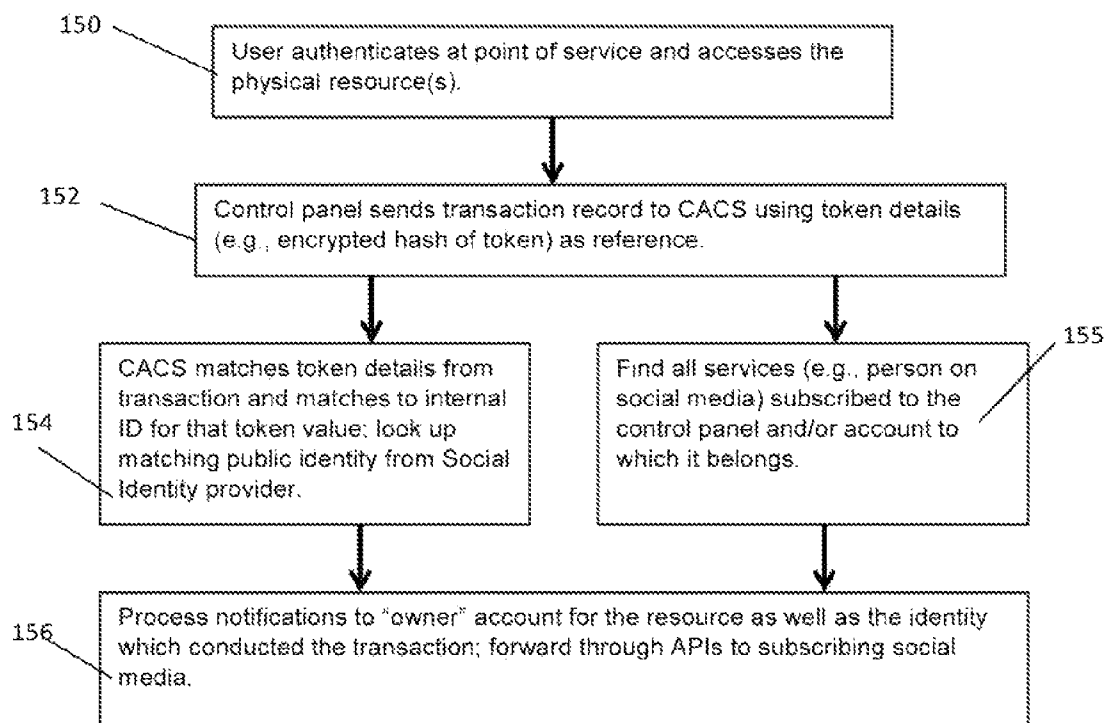 150
User authenticates at point of service and accesses the
physical resource(s).
152
Control panel sends transaction record to CACS using token details
(e.g., encrypted hash of token) as reference.
154
CACS matches token details from
transaction and matches to internal
ID for that token value; look up
matching public identity from Social
Identity provider.
155
Find all services (e.g., person on
social media) subscribed to the
control panel and/or account to
which it belongs.
156
Process notifications to "owner" account for the resource as well as the identity
which conducted the transaction; forward through APIs to subscribing social
media.